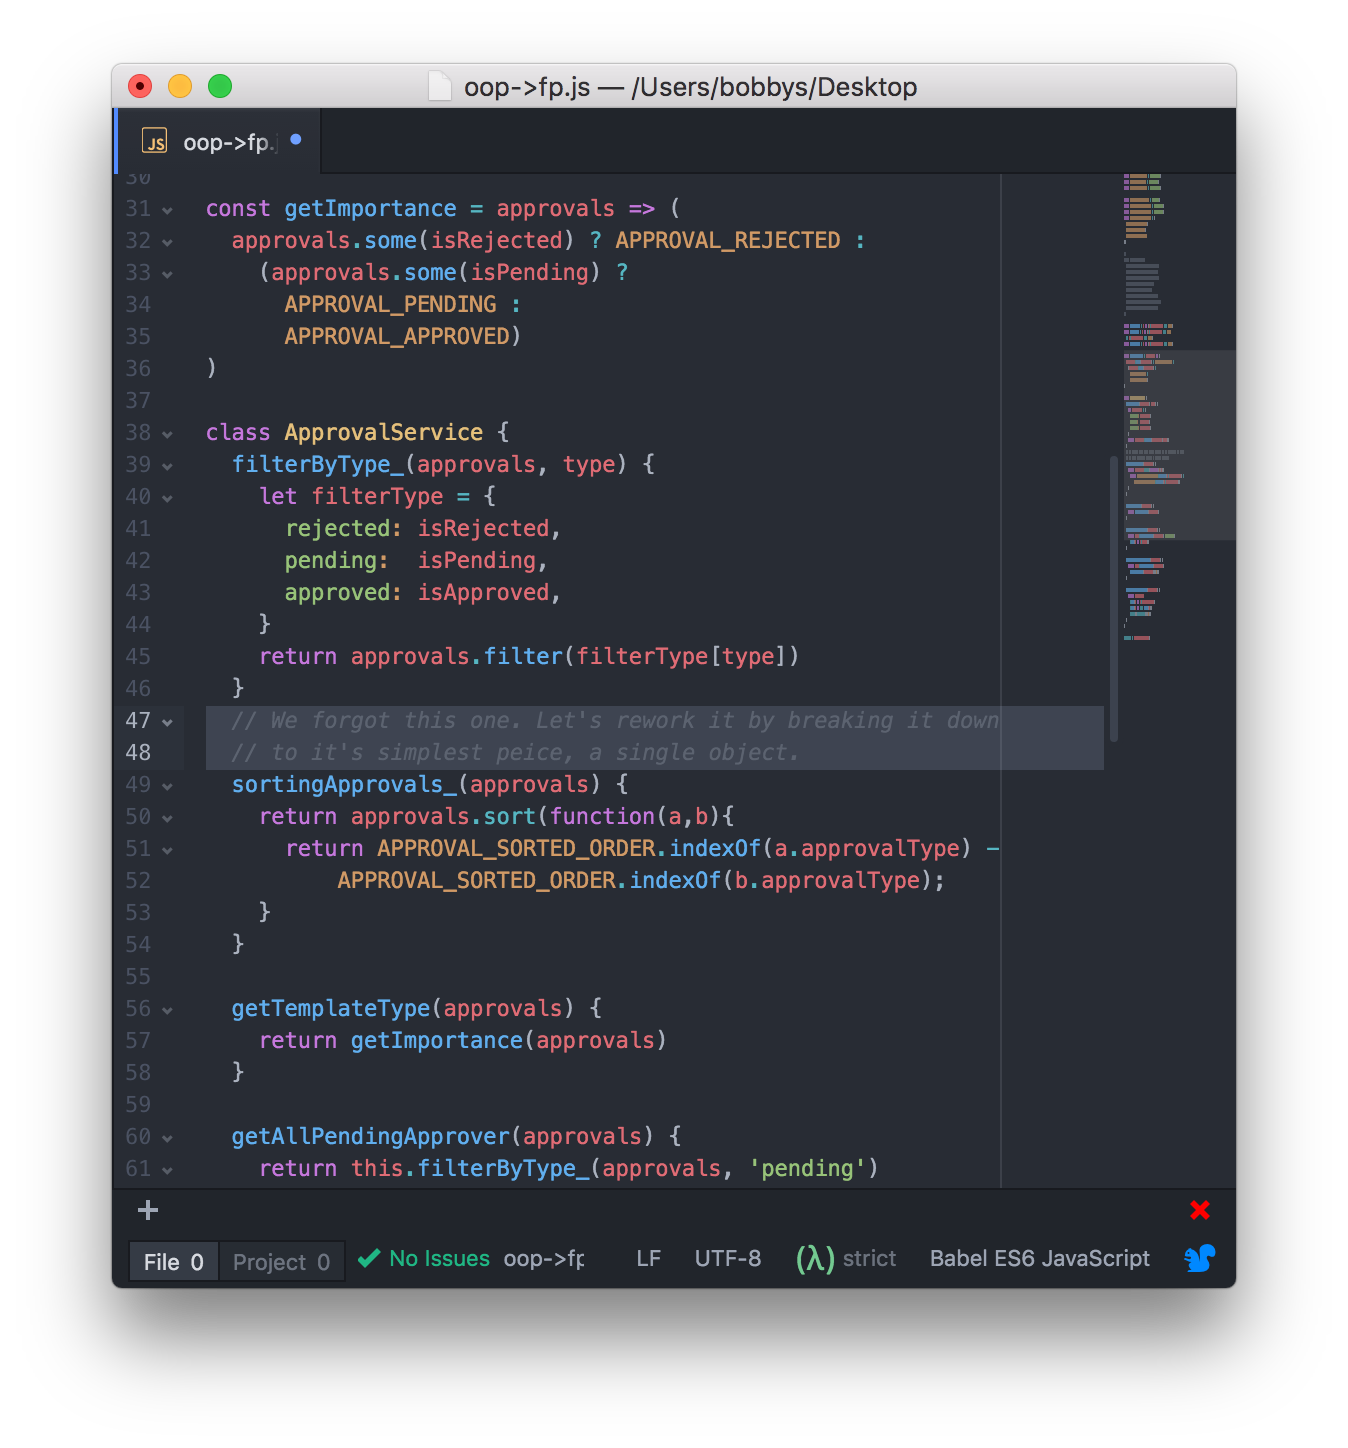 oop->fp.js — /Users/bobbys/Desktop
JS oop->fp.j
30
31 const getImportance = approvals => (
32   approvals.some(isRejected) ? APPROVAL_REJECTED :
33     (approvals.some(isPending) ?
34       APPROVAL_PENDING :
35       APPROVAL_APPROVED)
36 )
37
38 class ApprovalService {
39   filterByType_(approvals, type) {
40     let filterType = {
41       rejected: isRejected,
42       pending:  isPending,
43       approved: isApproved,
44     }
45     return approvals.filter(filterType[type])
46   }
47   // We forgot this one. Let's rework it by breaking it down
48   // to it's simplest peice, a single object.
49   sortingApprovals_(approvals) {
50     return approvals.sort(function(a,b){
51       return APPROVAL_SORTED_ORDER.indexOf(a.approvalType) -
52           APPROVAL_SORTED_ORDER.indexOf(b.approvalType);
53     }
54   }
55
56   getTemplateType(approvals) {
57     return getImportance(approvals)
58   }
59
60   getAllPendingApprover(approvals) {
61     return this.filterByType_(approvals, 'pending')
File 0 Project 0 No Issues oop->fp LF UTF-8 (λ) strict Babel ES6 JavaScript